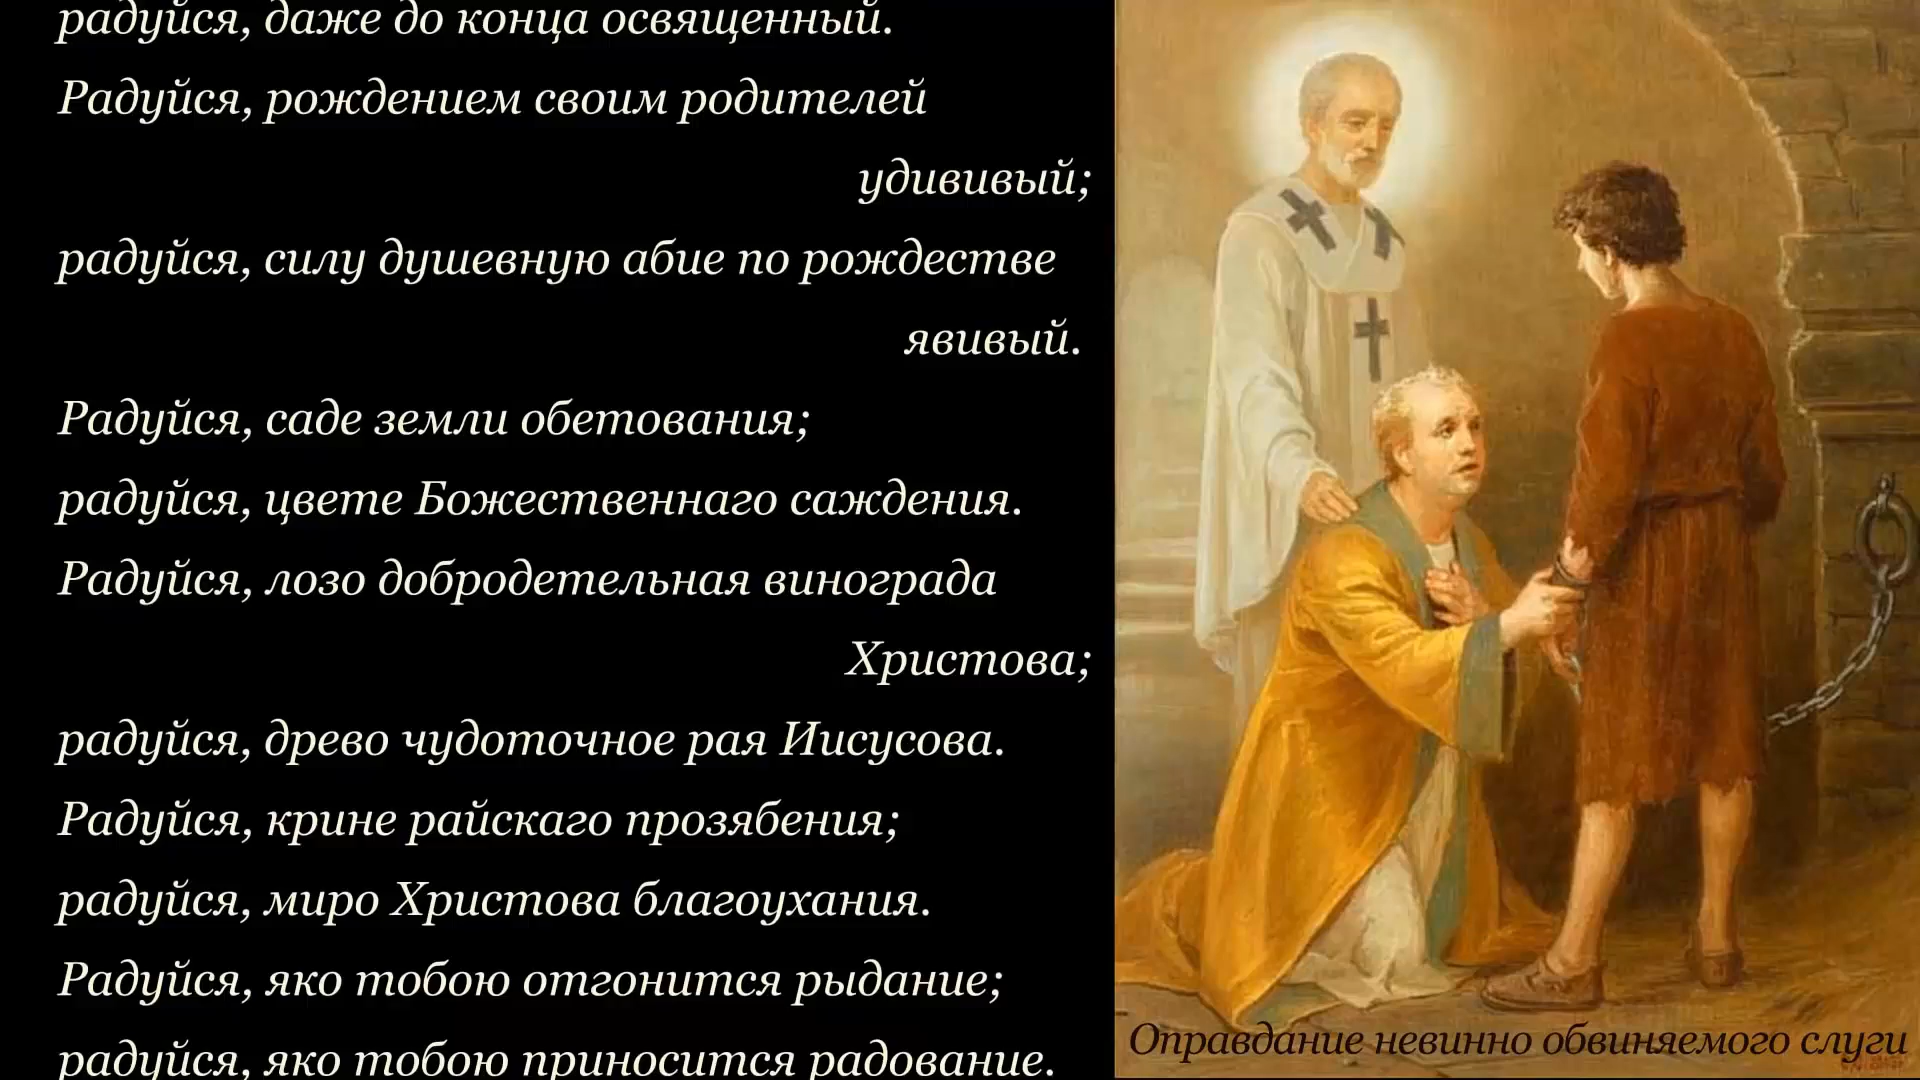 радуйся, даже до конца освященный.
Радуйся, рождением своим родителей
удививый;
радуйся, силу душевную абие по рождестве
явивый.
Радуйся, саде земли обетования;
радуйся, цвете Божественнаго саждения.
Радуйся, лозо добродетельная винограда
Христова;
радуйся, древо чудоточное рая Иисусова.
Радуйся, крине райскаго прозябения;
радуйся, миро Христова благоухания.
Радуйся, яко тобою отгонится рыдание;
радуйся, яко тобою приносится радование.
Оправдание невинно обвиняемого слуги